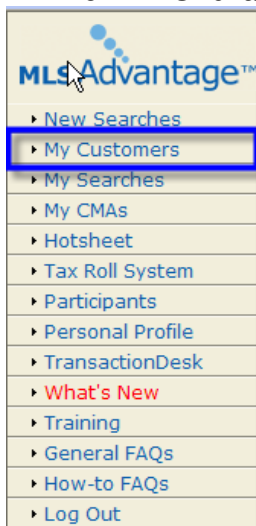 MLSAdvantage™
New Searches
My Customers
My Searches
My CMAs
Hotsheet
Tax Roll System
Participants
Personal Profile
TransactionDesk
What's New
Training
General FAQs
How-to FAQs
Log Out